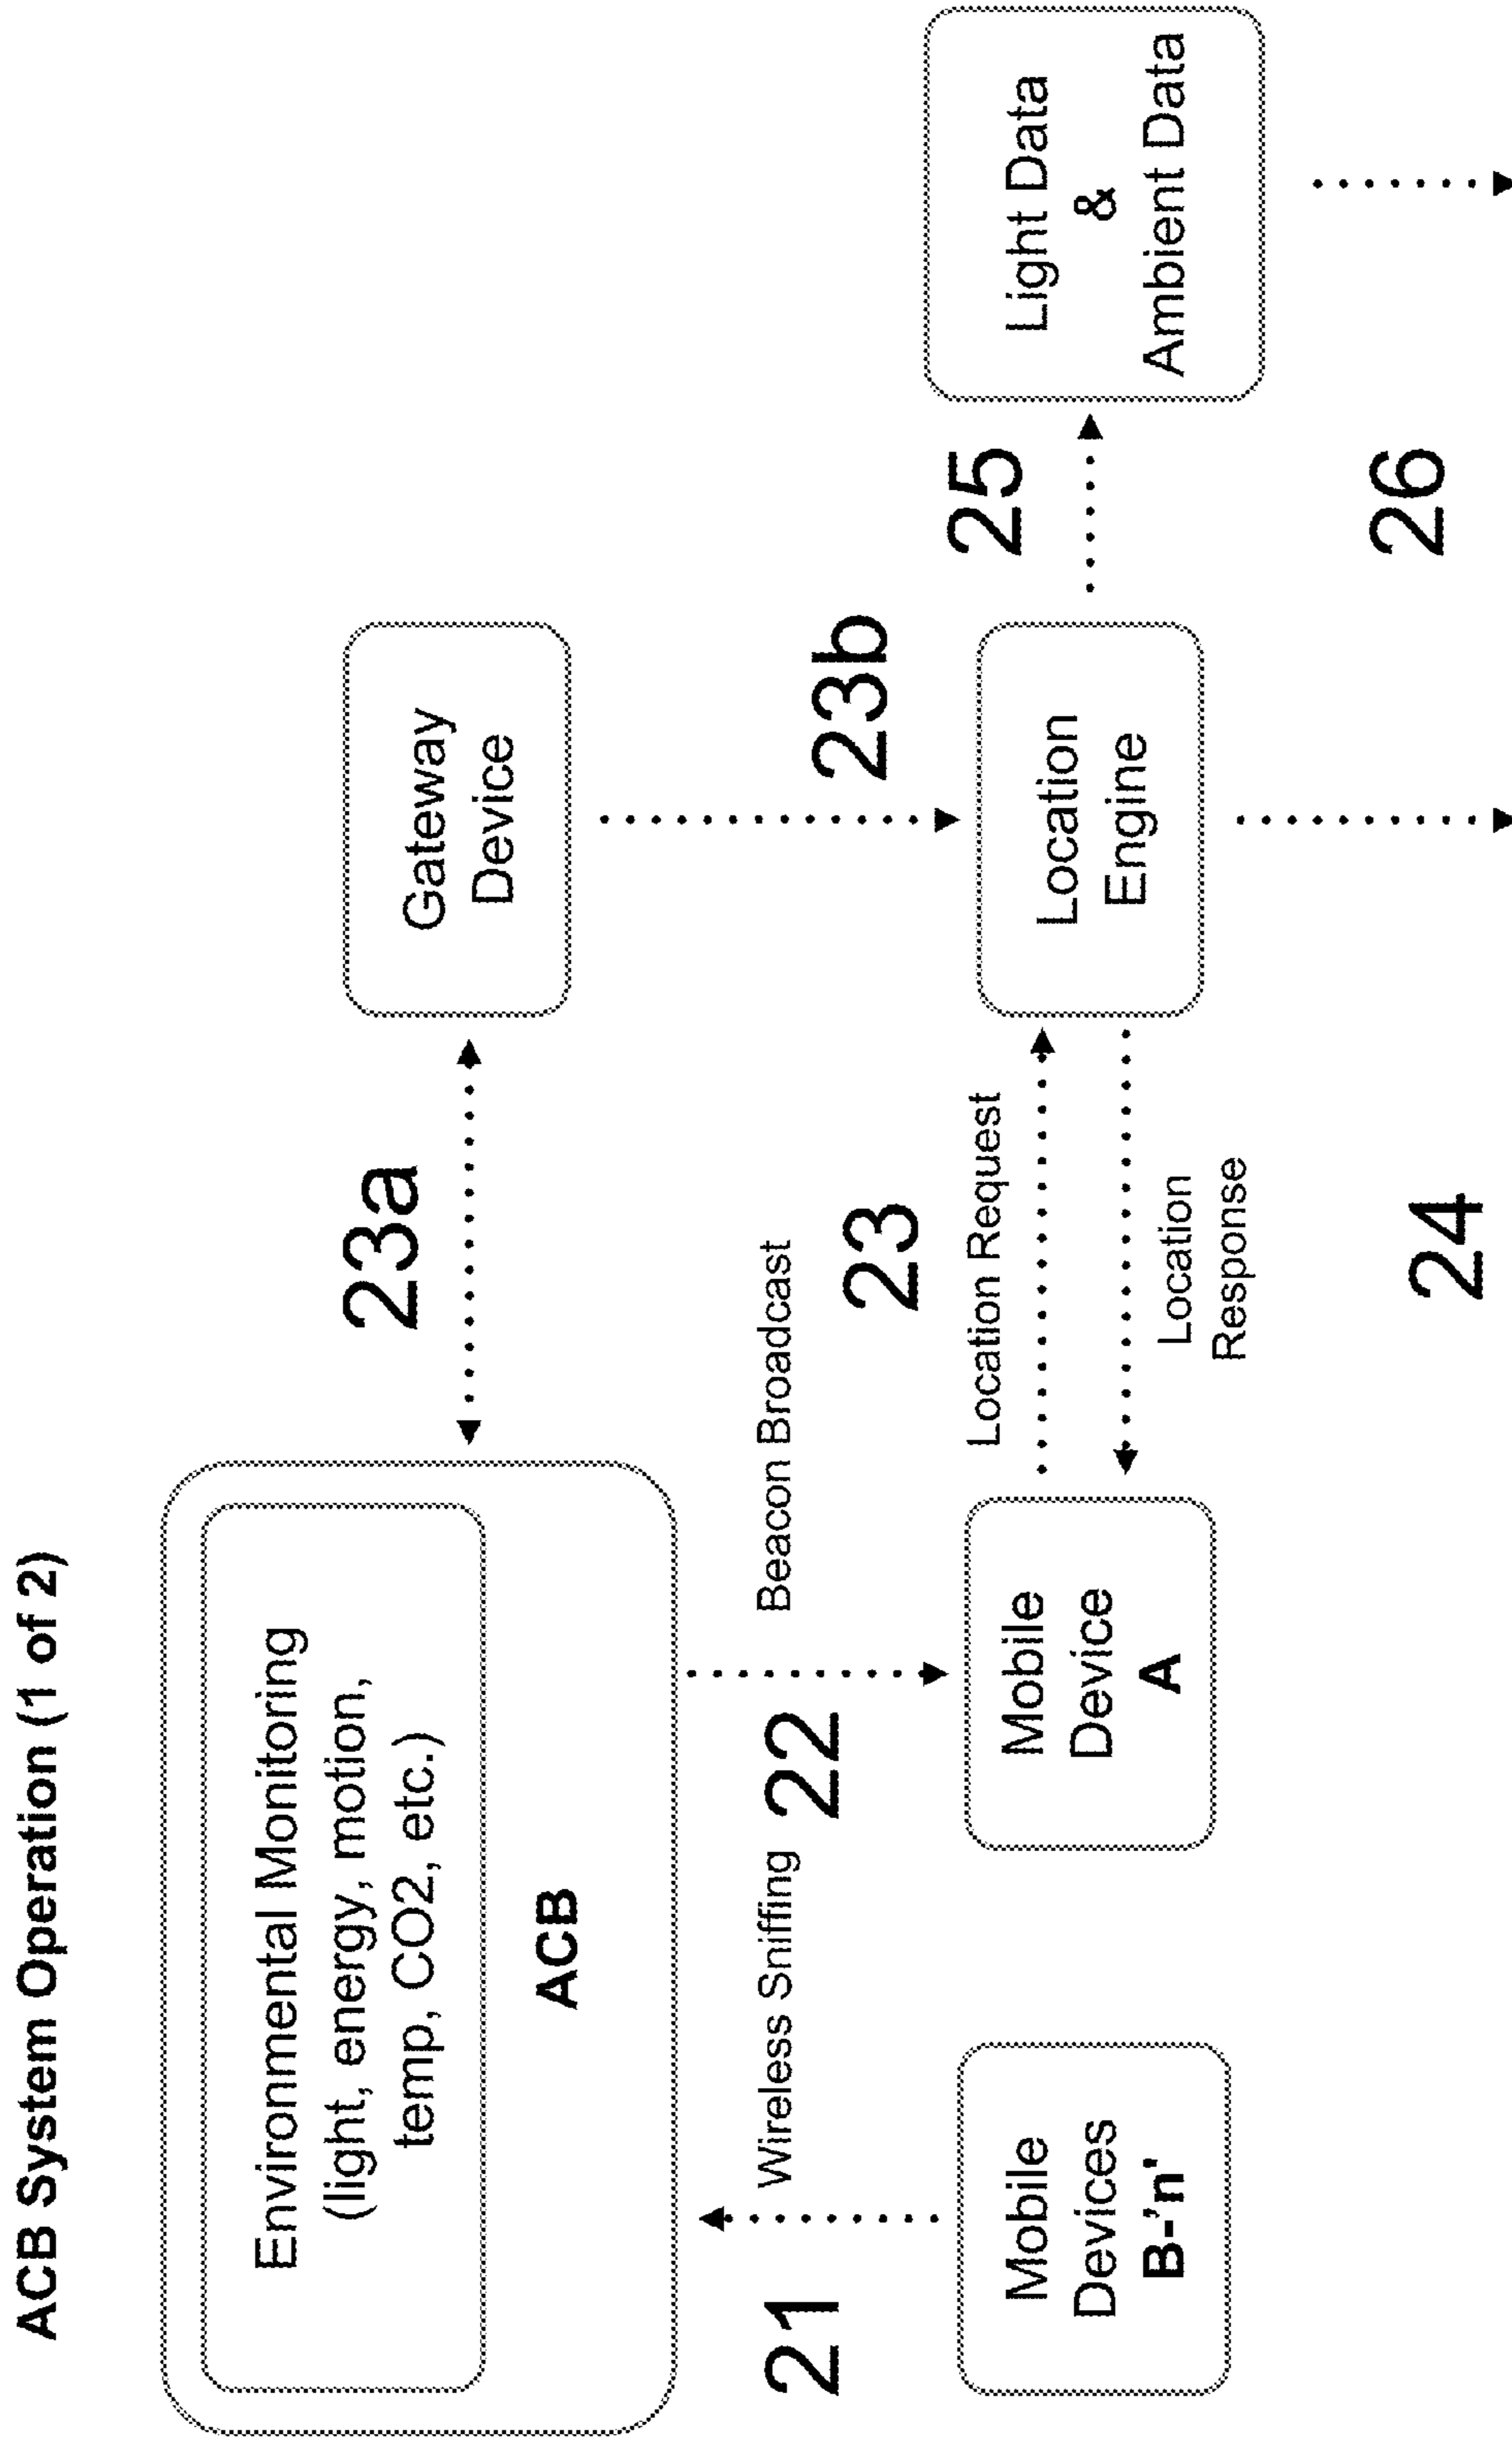 ACB System Operation (1 of 2)
Environmental Monitoring
(light, energy, motion,
temp, CO2, etc.)
ACB
23a
Gateway
Device
21
Wireless Sniffing
22
Beacon Broadcast
23
23b
Mobile
Devices
B-'n'
Mobile
Device
A
Location Request
Location
Response
Location
Engine
25
Light Data
&
Ambient Data
24
26